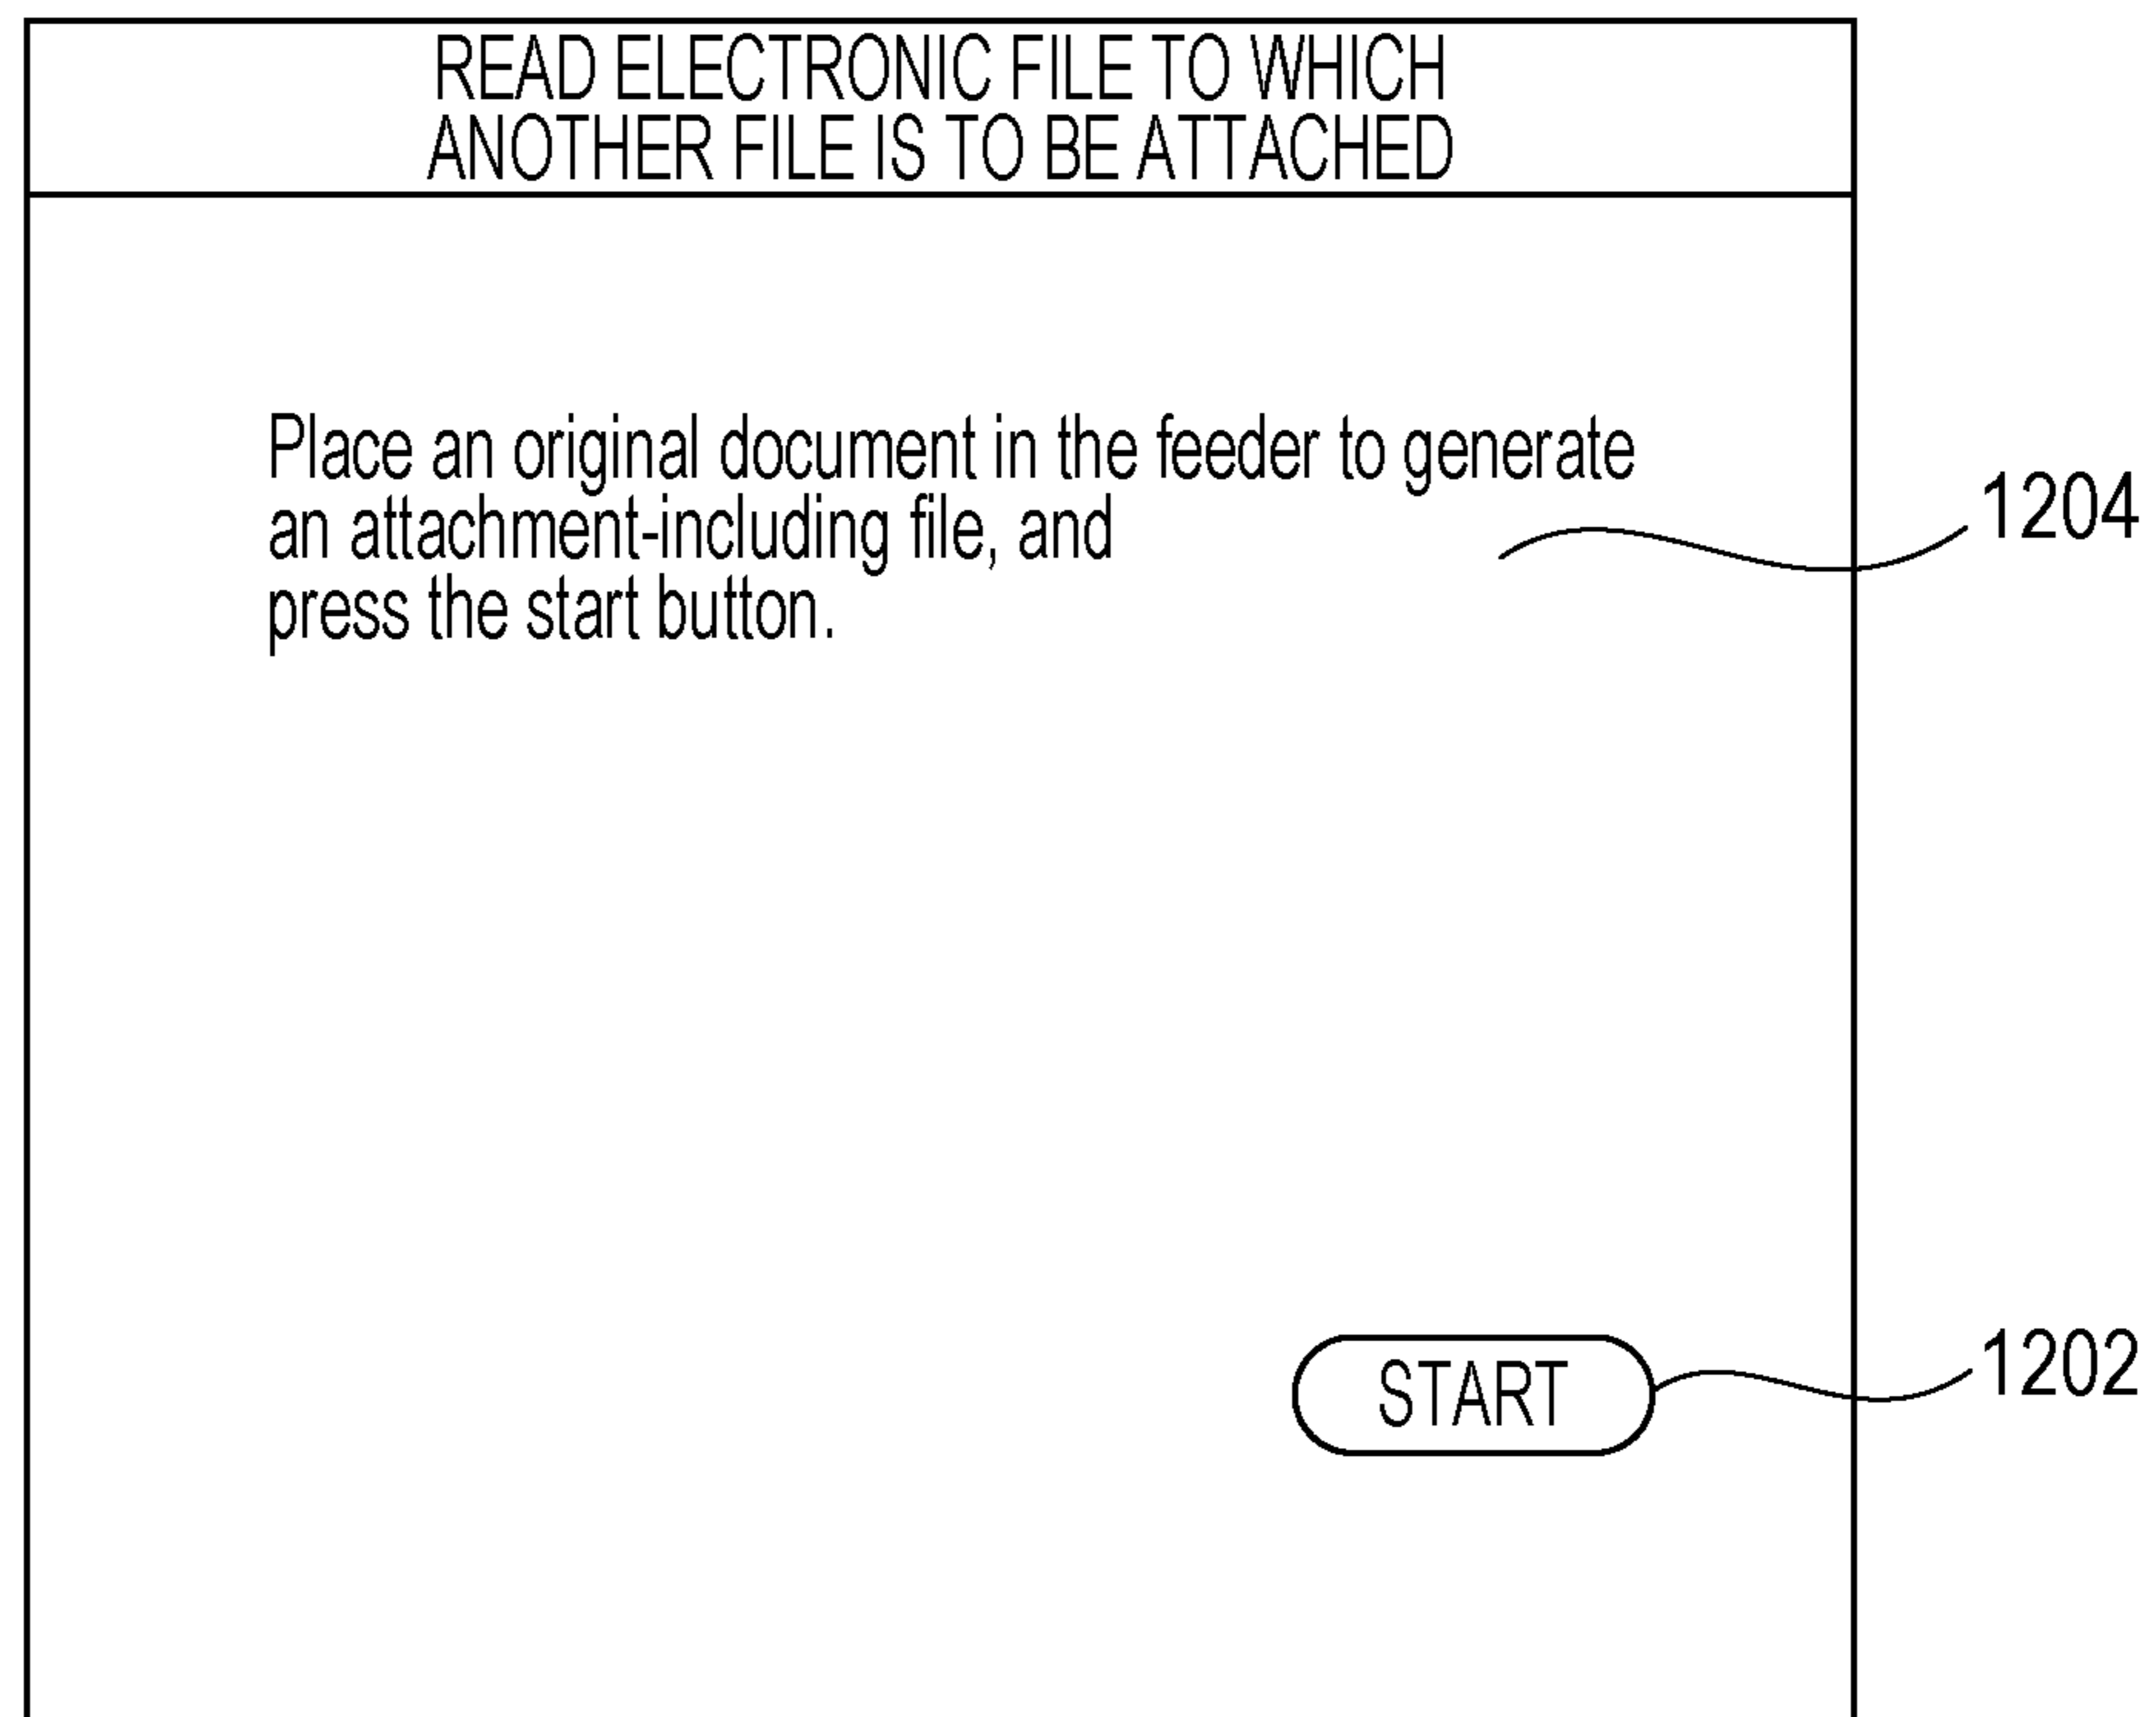 READ ELECTRONIC FILE TO WHICH
ANOTHER FILE IS TO BE ATTACHED
Place an original document in the feeder to generate
an attachment-including file, and
press the start button.
1204
START
1202